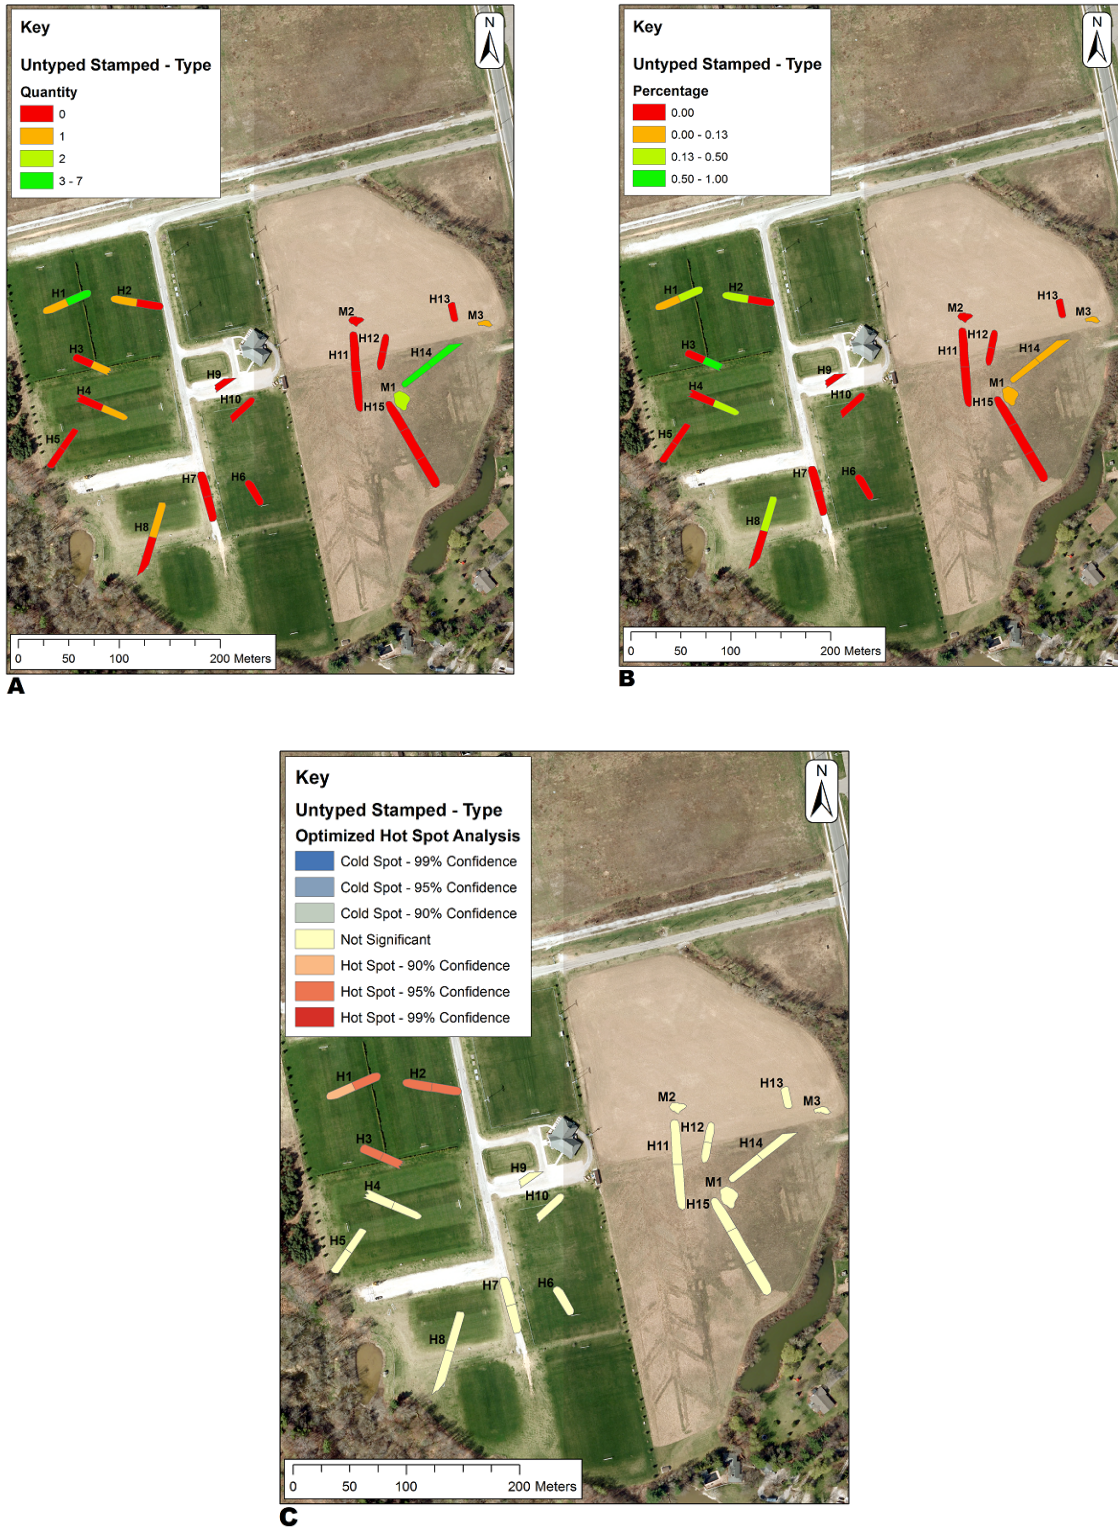 Key
Untyped Stamped - Type
Quantity
0
1
2
3 - 7
N
H1
H2
H3
H4
H5
H6
H7
H8
H9
H10
H11
H12
H13
H14
H15
M1
M2
M3
0 50 100 200 Meters
A
Key
Untyped Stamped - Type
Percentage
0.00
0.00 - 0.13
0.13 - 0.50
0.50 - 1.00
N
H1
H2
H3
H4
H5
H6
H7
H8
H9
H10
H11
H12
H13
H14
H15
M1
M2
M3
0 50 100 200 Meters
B
Key
Untyped Stamped - Type
Optimized Hot Spot Analysis
Cold Spot - 99% Confidence
Cold Spot - 95% Confidence
Cold Spot - 90% Confidence
Not Significant
Hot Spot - 90% Confidence
Hot Spot - 95% Confidence
Hot Spot - 99% Confidence
N
H1
H2
H3
H4
H5
H6
H7
H8
H9
H10
H11
H12
H13
H14
H15
M1
M2
M3
0 50 100 200 Meters
C